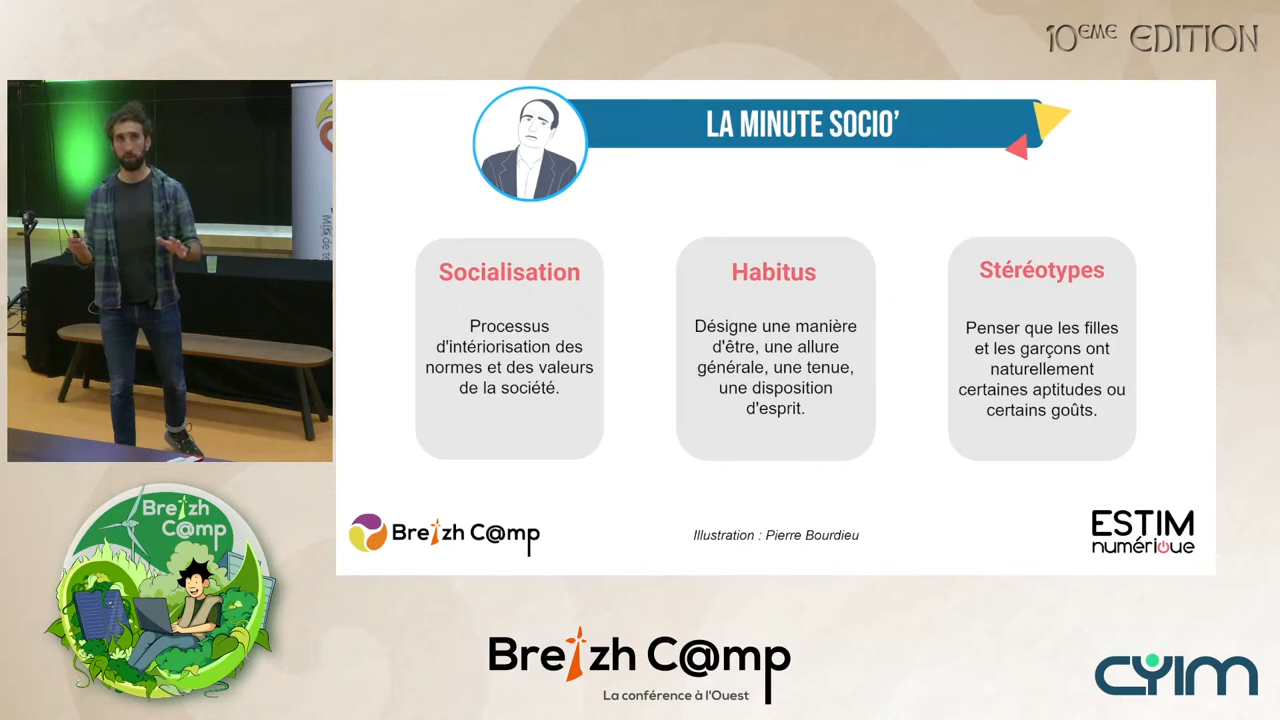 10EME EDITION
LA MINUTE SOCIO'
Socialisation
Processus
d'intériorisation des
normes et des valeurs
de la société.
Habitus
Désigne une manière
d'être, une allure
générale, une tenue,
une disposition
d'esprit.
Stéréotypes
Penser que les filles
et les garçons ont
naturellement
certaines aptitudes ou
certains goûts.
Breizh C@mp
Illustration : Pierre Bourdieu
ESTIM
numérique
Breizh
C@mp
Breizh C@mp
La conférence à l'Ouest
CYIM